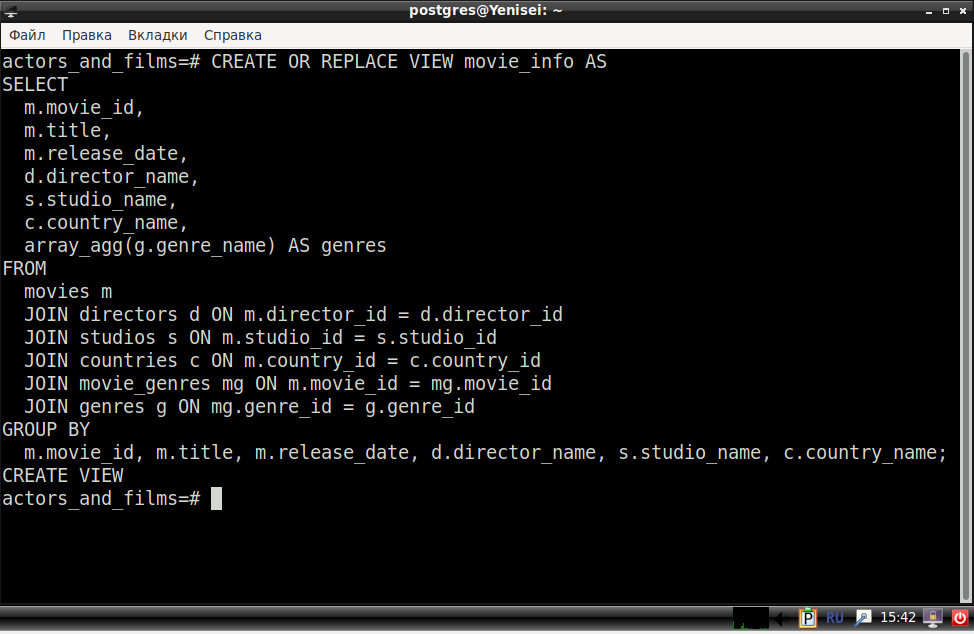 postgres@Yenisei: ~
Файл Правка Вкладки Справка
actors_and_films=# CREATE OR REPLACE VIEW movie_info AS
SELECT
  m.movie_id,
  m.title,
  m.release_date,
  d.director_name,
  s.studio_name,
  c.country_name,
  array_agg(g.genre_name) AS genres
FROM
  movies m
  JOIN directors d ON m.director_id = d.director_id
  JOIN studios s ON m.studio_id = s.studio_id
  JOIN countries c ON m.country_id = c.country_id
  JOIN movie_genres mg ON m.movie_id = mg.movie_id
  JOIN genres g ON mg.genre_id = g.genre_id
GROUP BY
  m.movie_id, m.title, m.release_date, d.director_name, s.studio_name, c.country_name;
CREATE VIEW
actors_and_films=#
P RU 15:42